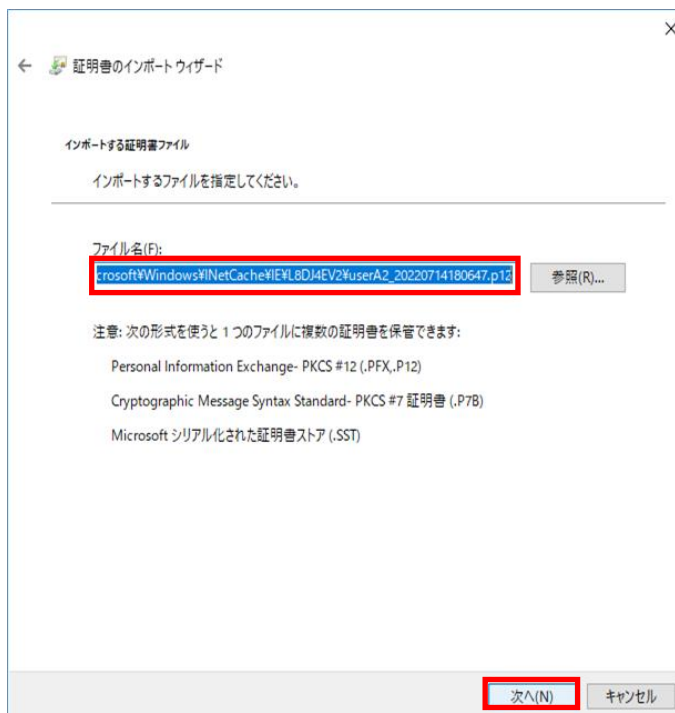 証明書のインポート ウィザード
インポートする証明書ファイル
インポートするファイルを指定してください。
ファイル名(F):
crosoft¥Windows¥INetCache¥IE¥L8DJ4EV2¥userA2_20220714180647.p12
参照(R)...
注意: 次の形式を使うと 1 つのファイルに複数の証明書を保管できます:
Personal Information Exchange- PKCS #12 (.PFX,.P12)
Cryptographic Message Syntax Standard- PKCS #7 証明書 (.P7B)
Microsoft シリアル化された証明書ストア (.SST)
次へ(N)
キャンセル